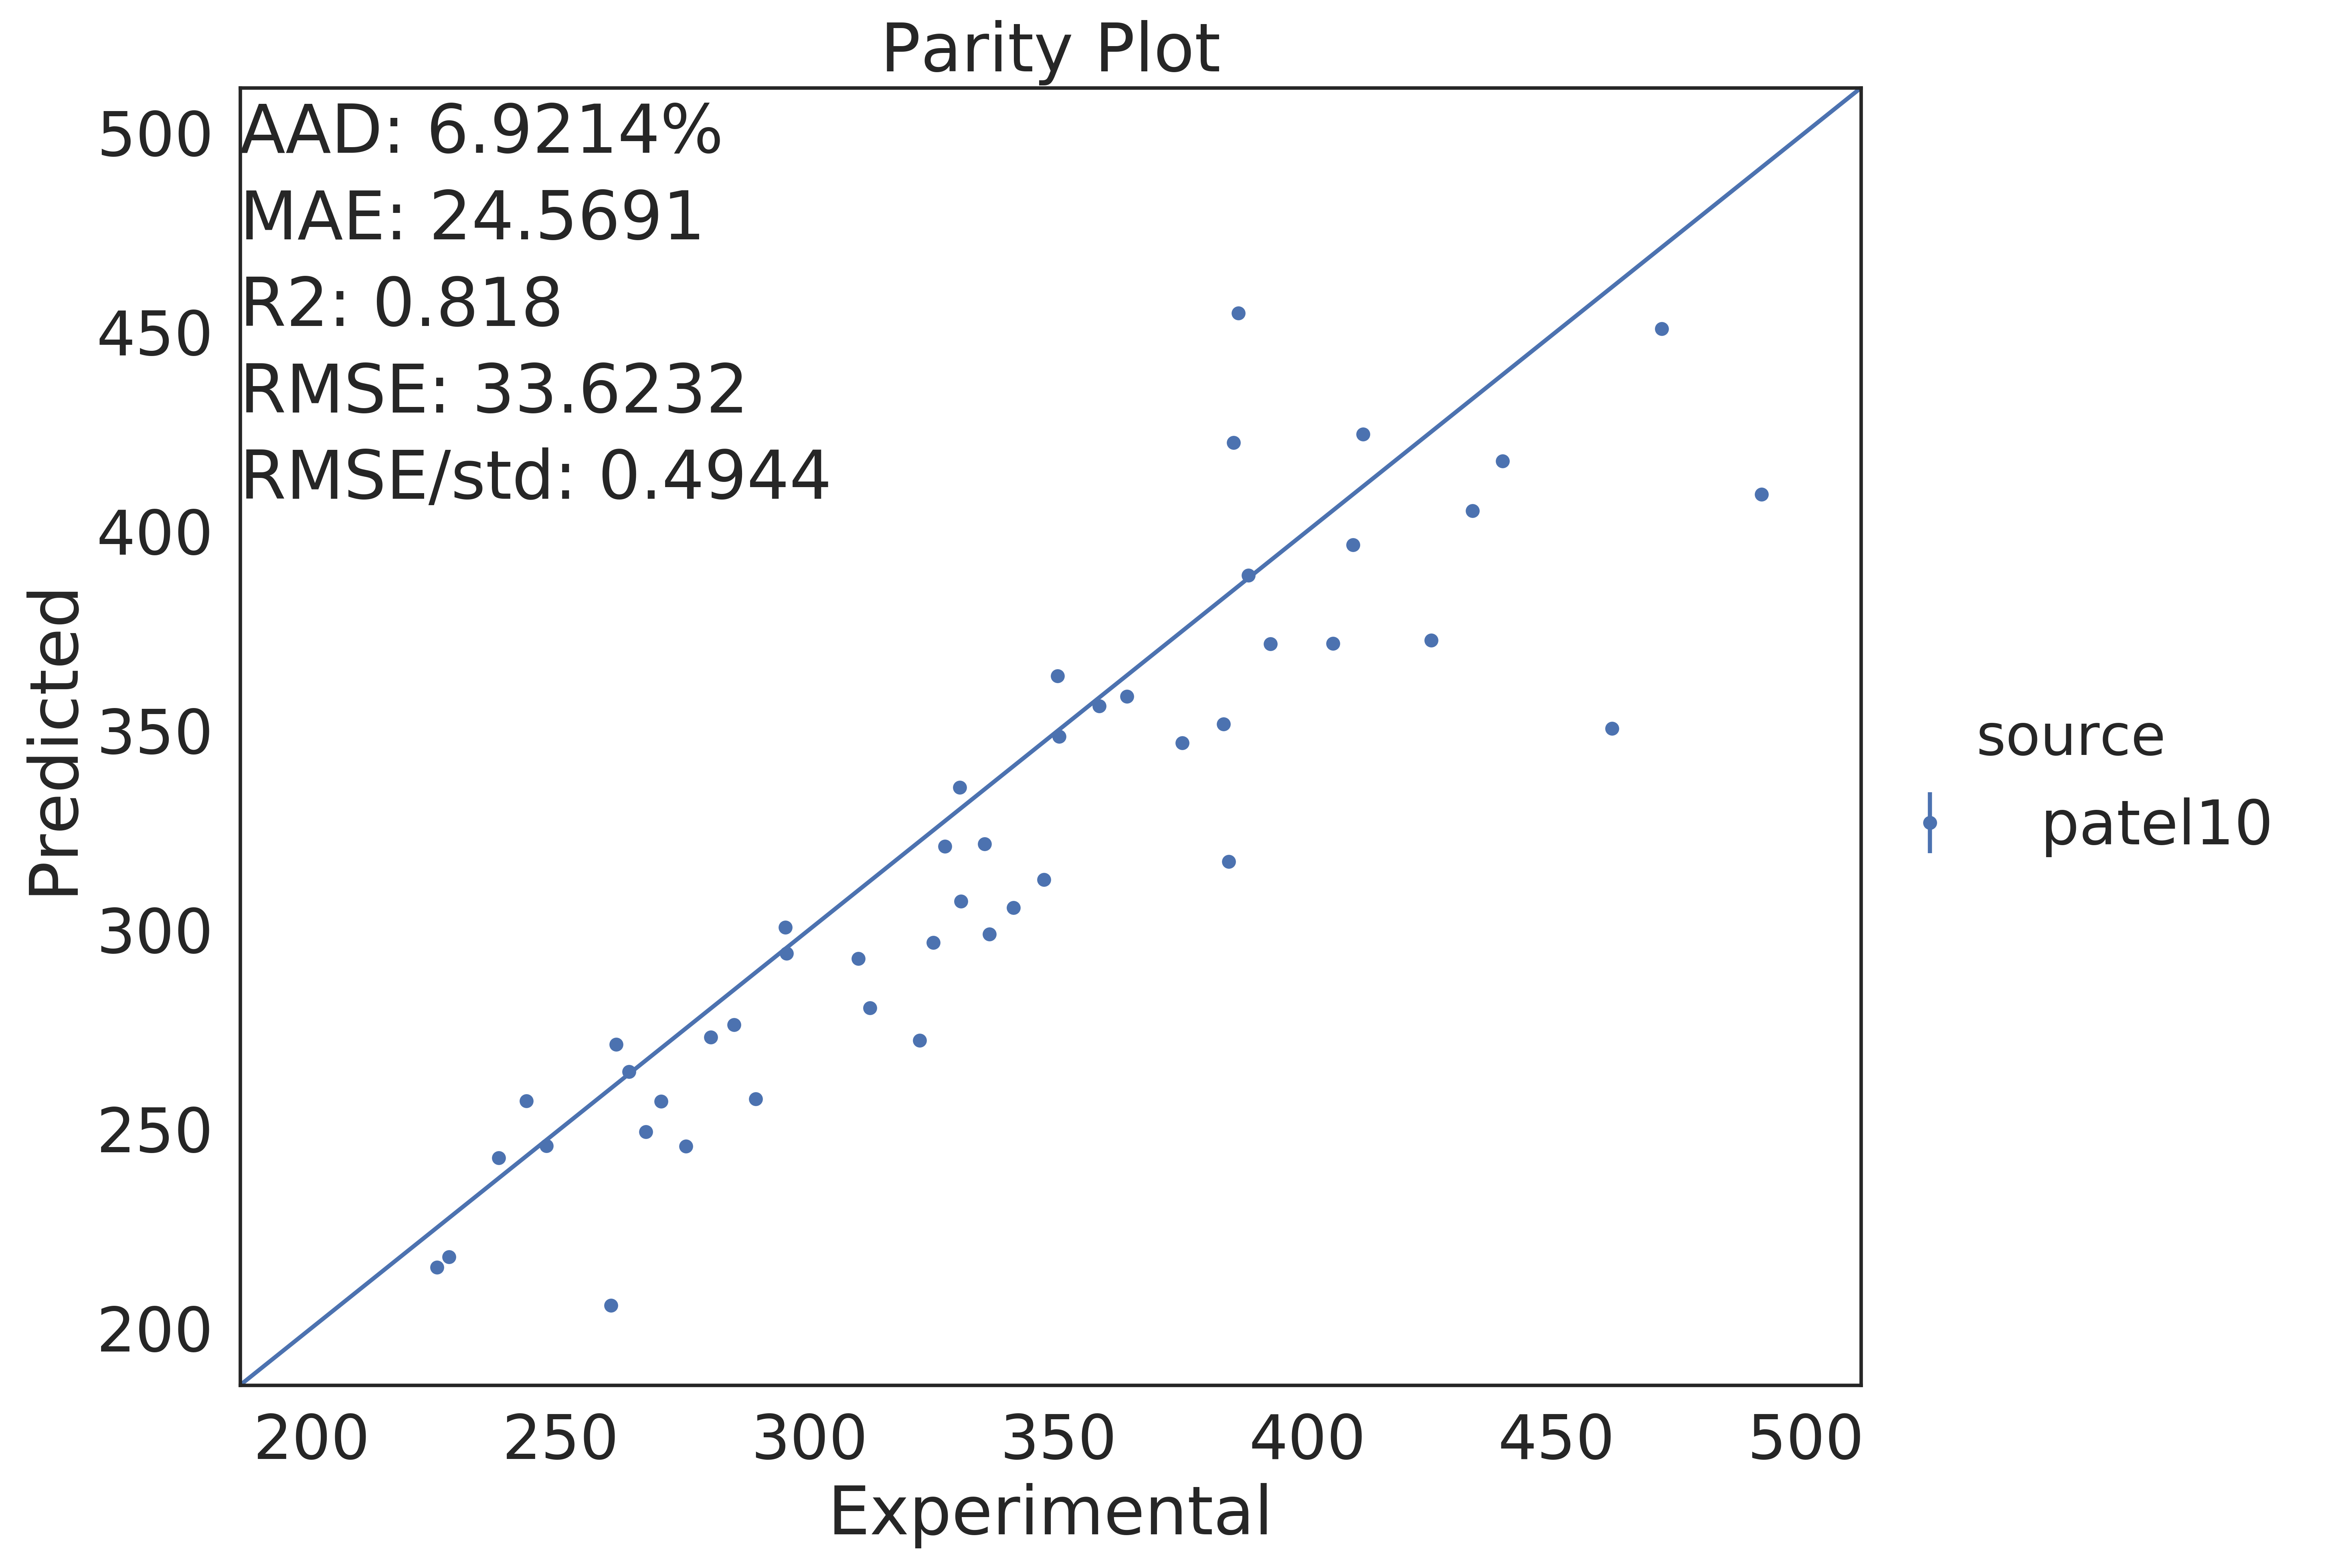 Parity Plot
AAD: 6.9214%
MAE: 24.5691
R2: 0.818
RMSE: 33.6232
RMSE/std: 0.4944
500
450
400
350
300
250
200
Predicted
200 250 300 350 400 450 500
Experimental
source
patel10